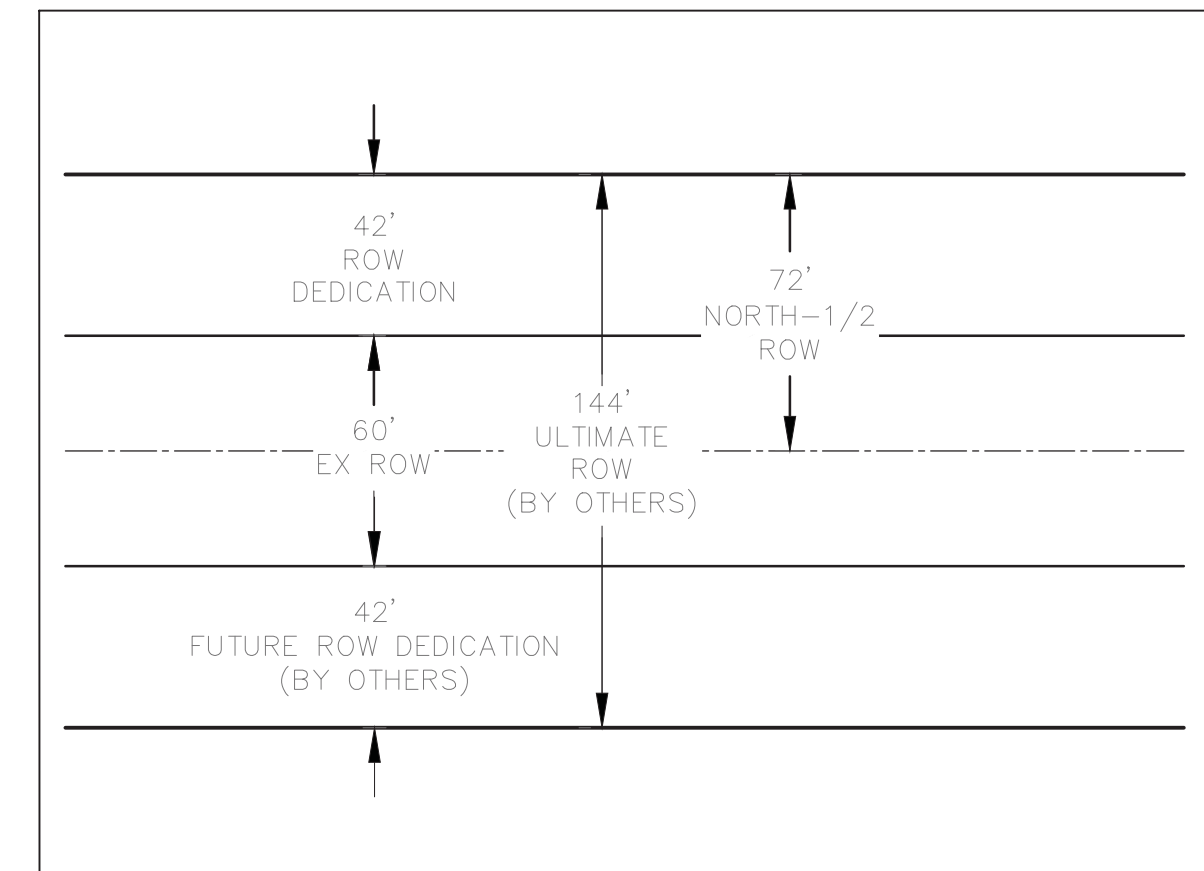 42'
ROW
DEDICATION
72'
NORTH-1/2
ROW
60'
EX ROW
144'
ULTIMATE
ROW
(BY OTHERS)
42'
FUTURE ROW DEDICATION
(BY OTHERS)